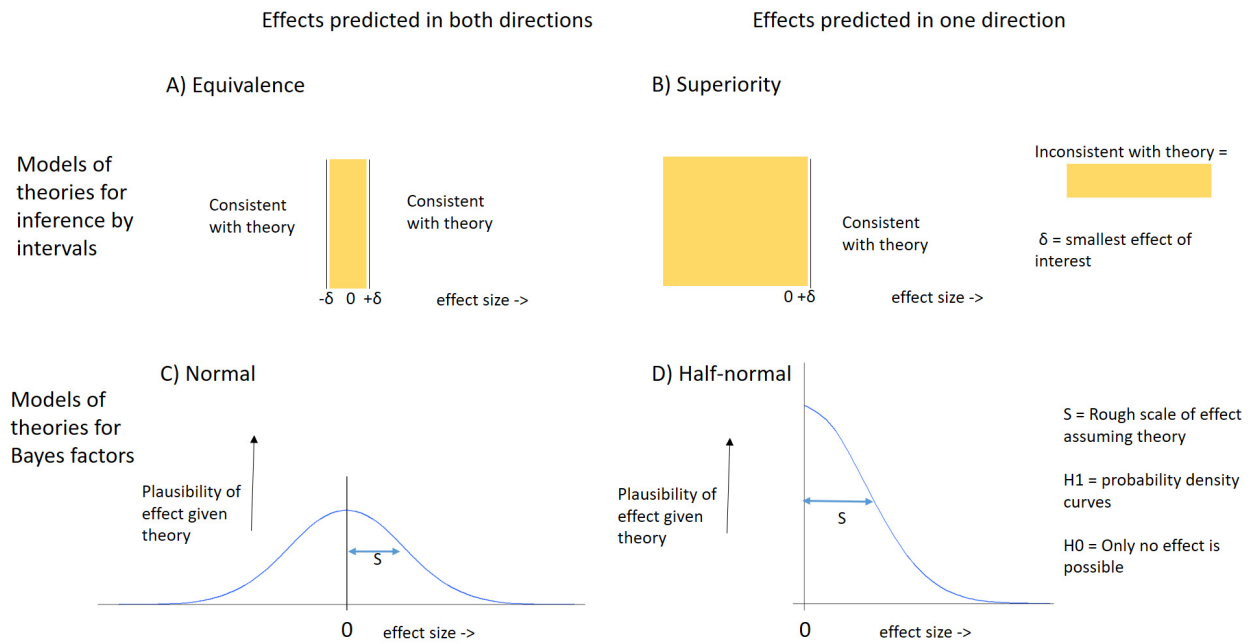 Effects predicted in both directions
Effects predicted in one direction
A) Equivalence
B) Superiority
Models of
theories for
inference by
intervals
Consistent
with theory
Consistent
with theory
-δ 0 +δ
effect size ->
Consistent
with theory
0 +δ
effect size ->
Inconsistent with theory =
δ = smallest effect of
interest
C) Normal
D) Half-normal
Models of
theories for
Bayes factors
Plausibility of
effect given
theory
S
0
effect size ->
Plausibility of
effect given
theory
S
0
effect size ->
S = Rough scale of effect
assuming theory
H1 = probability density
curves
H0 = Only no effect is
possible